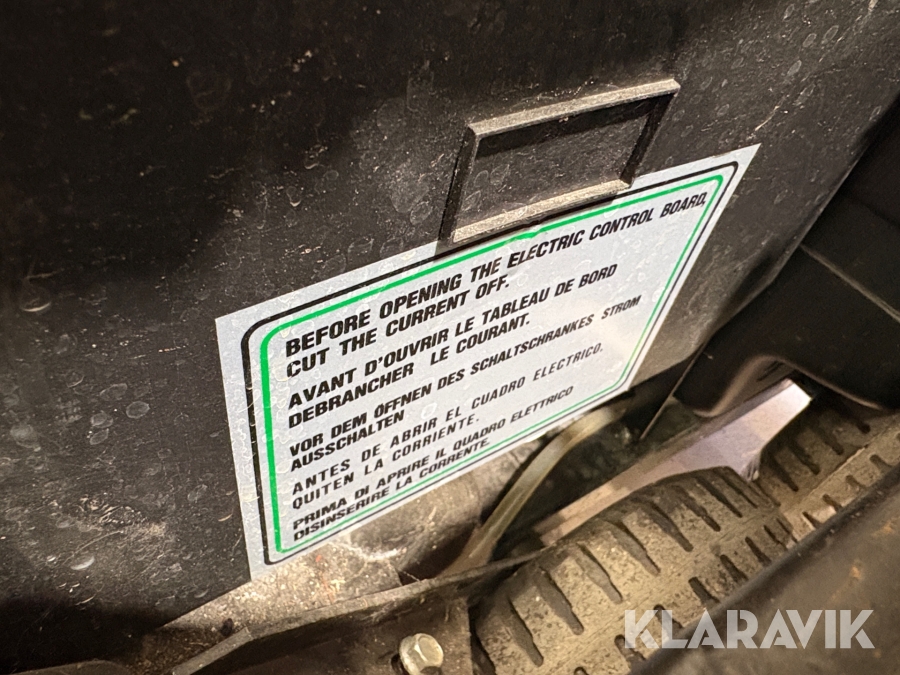 BEFORE OPENING THE ELECTRIC CONTROL BOARD,
CUT THE CURRENT OFF.
AVANT D'OUVRIR LE TABLEAU DE BORD
DEBRANCHER LE COURANT.
VOR DEM ÖFFNEN DES SCHALTSCHRANKES STROM
AUSSCHALTEN
ANTES DE ABRIR EL CUADRO ELECTRICO.
QUITEN LA CORRIENTE.
PRIMA DI APRIRE IL QUADRO ELETTRICO
DISINSERIRE LA CORRENTE.
KLARAVIK